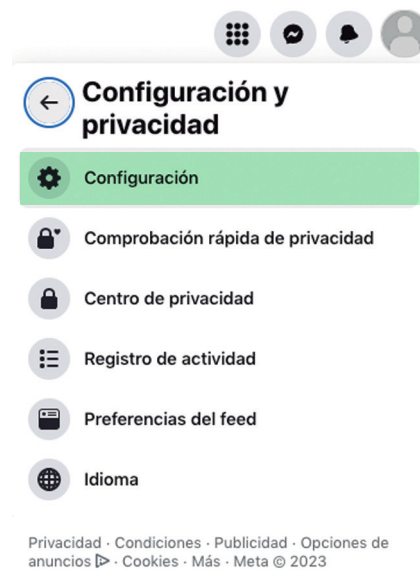 Configuración y
privacidad
Configuración
Comprobación rápida de privacidad
Centro de privacidad
Registro de actividad
Preferencias del feed
Idioma
Privacidad · Condiciones · Publicidad · Opciones de
anuncios · Cookies · Más · Meta © 2023